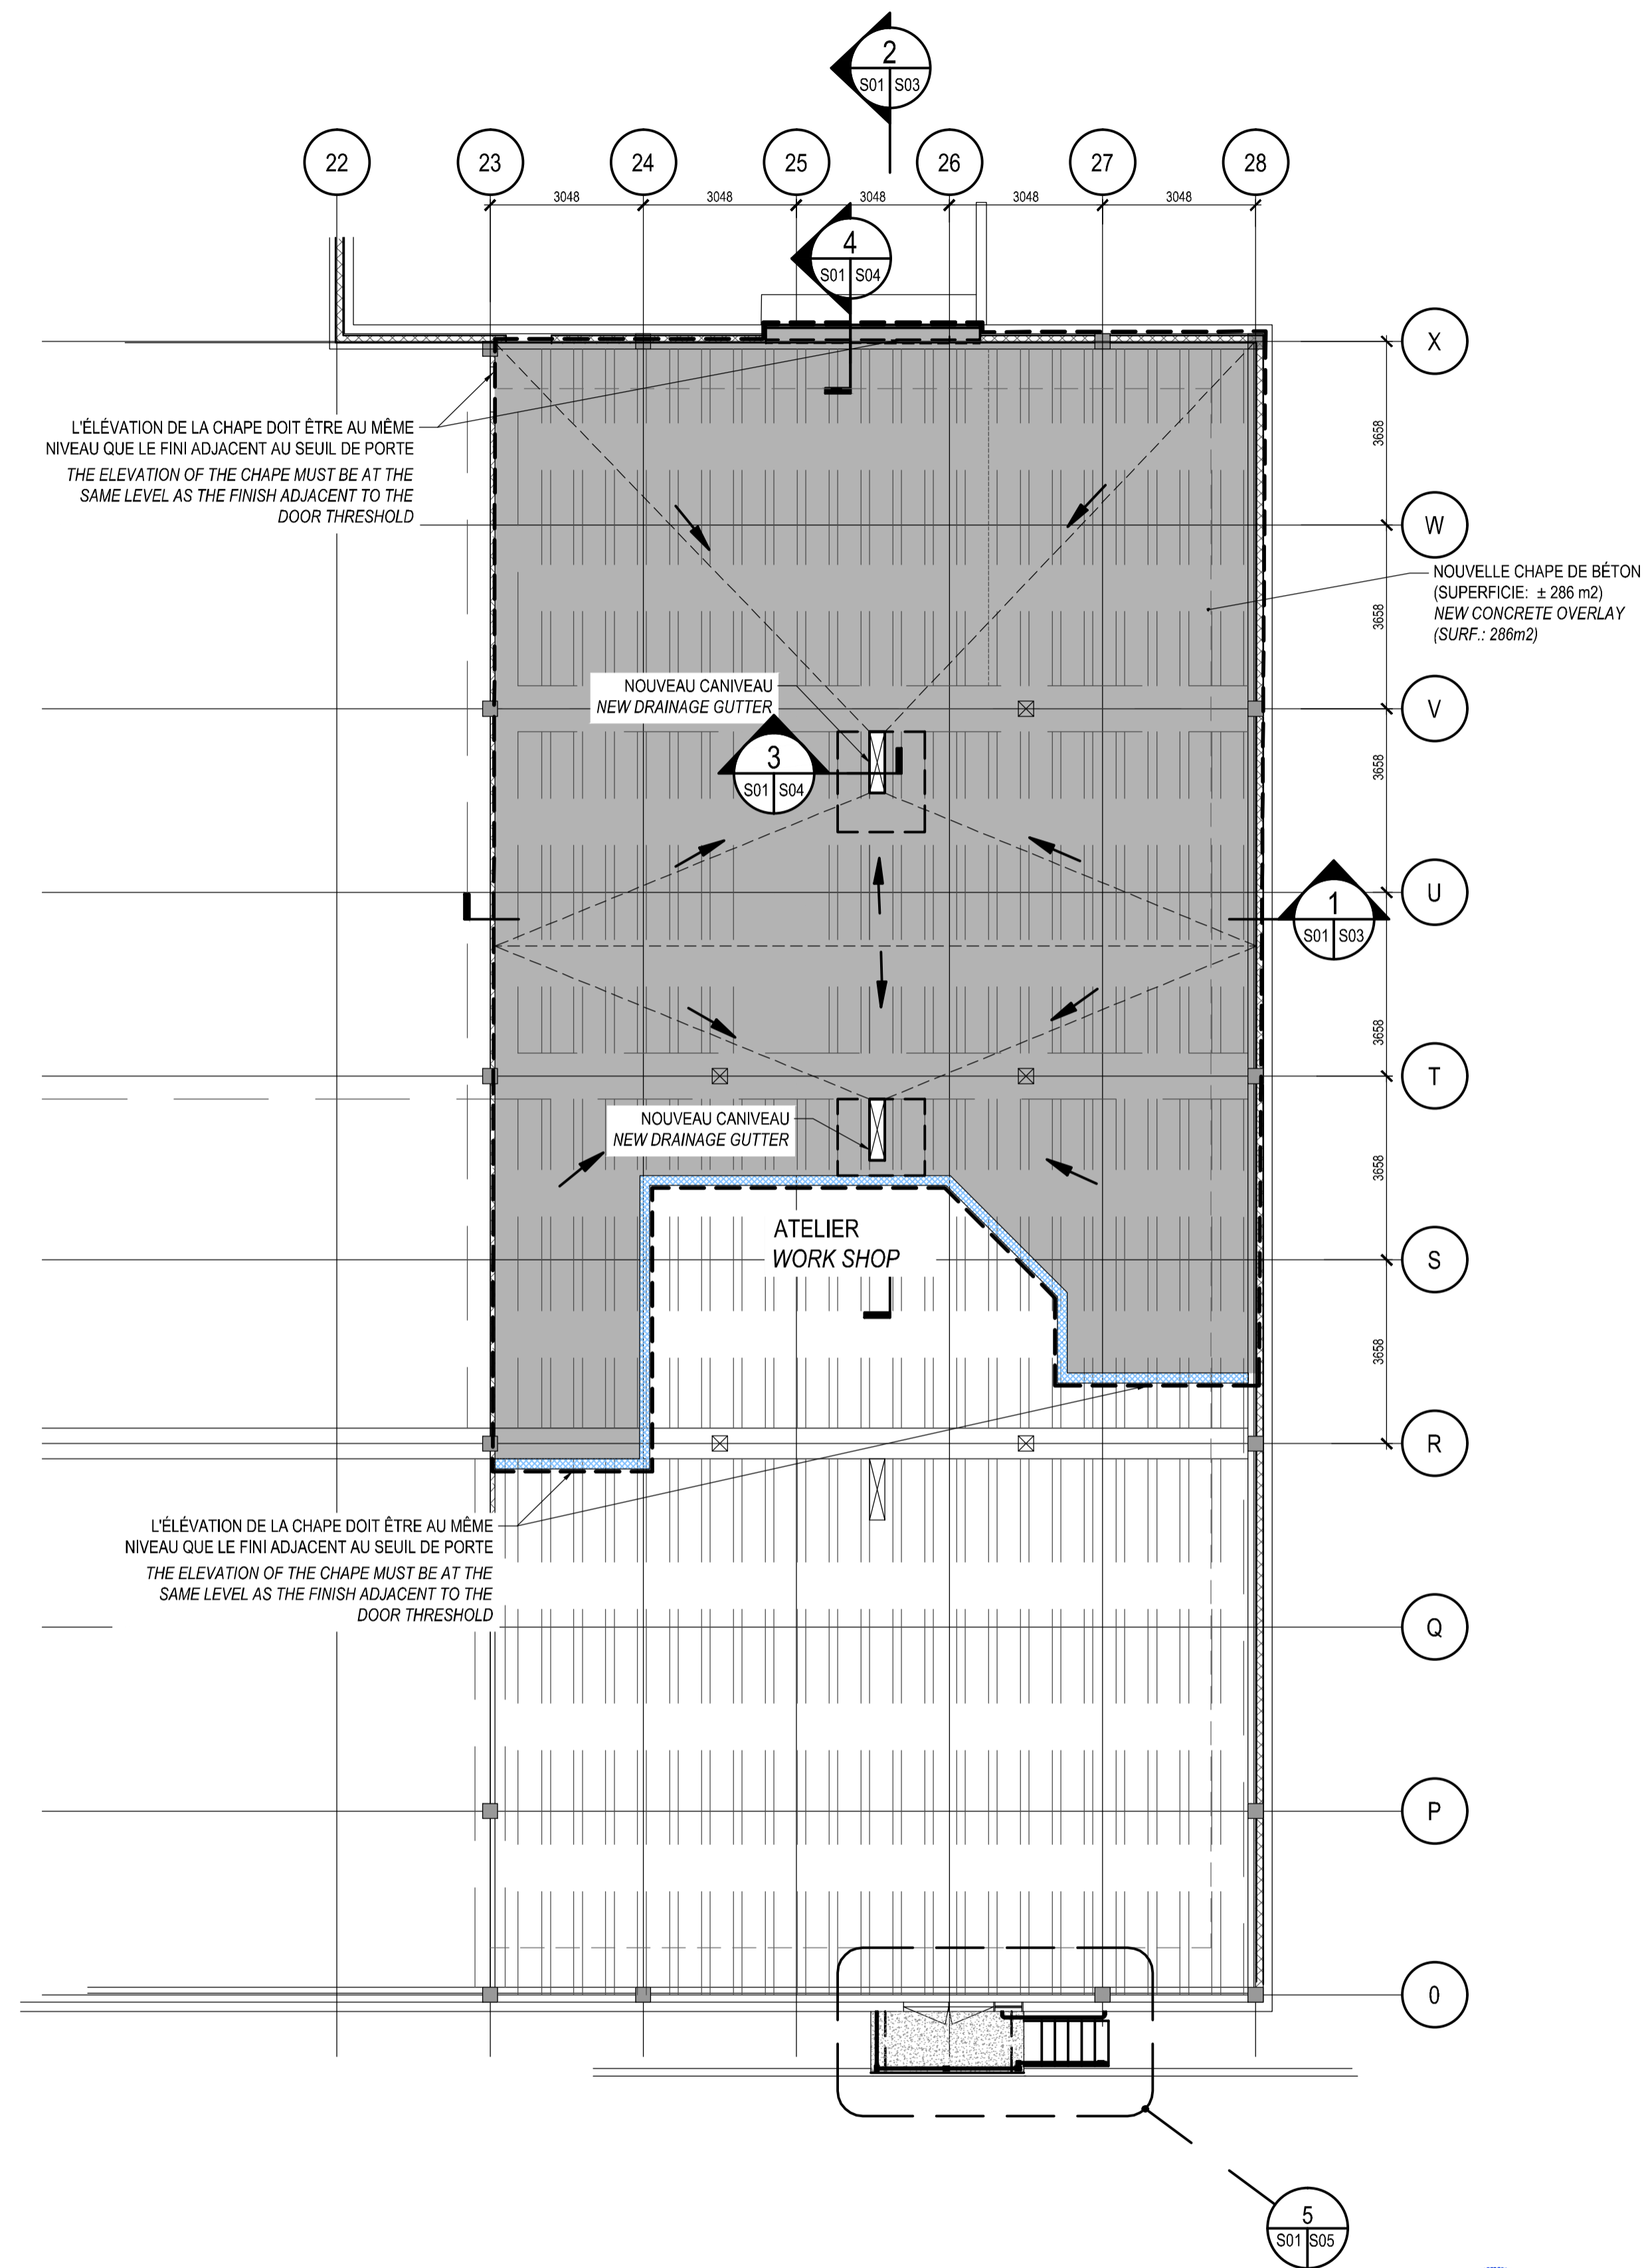 2
S01 S03
22
23
24
25
26
27
28
3048
3048
3048
3048
3048
4
S01 S04
X
3658
L'ÉLÉVATION DE LA CHAPE DOIT ÊTRE AU MÊME
NIVEAU QUE LE FINI ADJACENT AU SEUIL DE PORTE
THE ELEVATION OF THE CHAPE MUST BE AT THE
SAME LEVEL AS THE FINISH ADJACENT TO THE
DOOR THRESHOLD
W
NOUVELLE CHAPE DE BÉTON
(SUPERFICIE: ± 286 m2)
NEW CONCRETE OVERLAY
(SURF.: 286m2)
3658
NOUVEAU CANIVEAU
NEW DRAINAGE GUTTER
V
3
S01 S04
3658
U
1
S01 S03
3658
T
NOUVEAU CANIVEAU
NEW DRAINAGE GUTTER
3658
ATELIER
WORK SHOP
S
3658
R
L'ÉLÉVATION DE LA CHAPE DOIT ÊTRE AU MÊME
NIVEAU QUE LE FINI ADJACENT AU SEUIL DE PORTE
THE ELEVATION OF THE CHAPE MUST BE AT THE
SAME LEVEL AS THE FINISH ADJACENT TO THE
DOOR THRESHOLD
Q
P
0
5
S01 S05